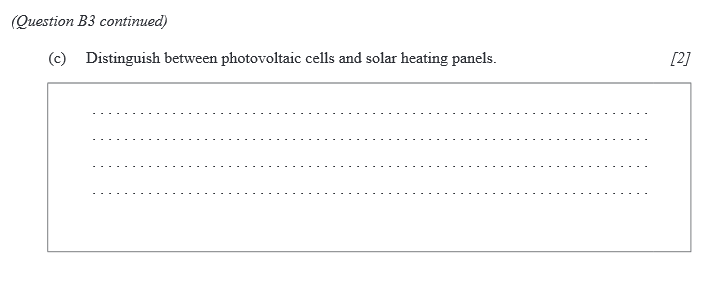 (Question B3 continued)
(c) Distinguish between photovoltaic cells and solar heating panels. [2]